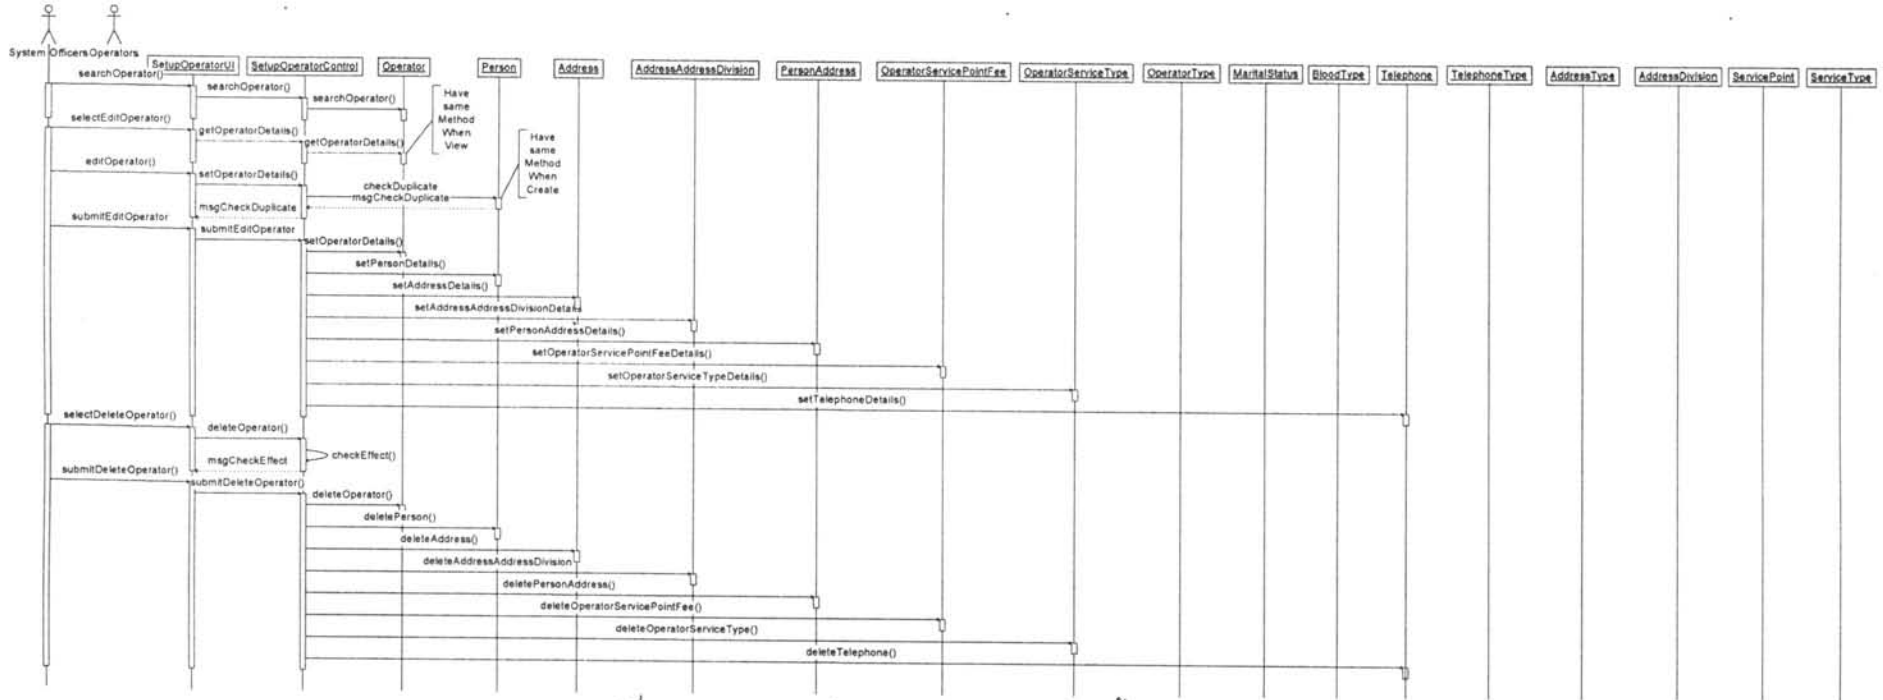 System Officers Operators
SetupOperatorUI SetupOperatorControl Operator Person Address AddressAddressDivision PersonAddress OperatorServicePointFee OperatorServiceType OperatorType MaritalStatus BloodType Telephone TelephoneType AddressType AddressDivision ServicePoint ServiceType
searchOperator()
searchOperator()
searchOperator()
Have
same
Method
When
View
selectEditOperator()
getOperatorDetails()
getOperatorDetails()
Have
same
Method
When
Create
editOperator()
setOperatorDetails()
checkDuplicate
msgCheckDuplicate
msgCheckDuplicate
submitEditOperator
submitEditOperator
setOperatorDetails()
setPersonDetails()
setAddressDetails()
setAddressAddressDivisionDetails
setPersonAddressDetails()
setOperatorServicePointFeeDetails()
setOperatorServiceTypeDetails()
setTelephoneDetails()
selectDeleteOperator()
deleteOperator()
checkEffect()
msgCheckEffect
submitDeleteOperator()
submitDeleteOperator()
deleteOperator()
deletePerson()
deleteAddress()
deleteAddressAddressDivision
deletePersonAddress()
deleteOperatorServicePointFee()
deleteOperatorServiceType()
deleteTelephone()